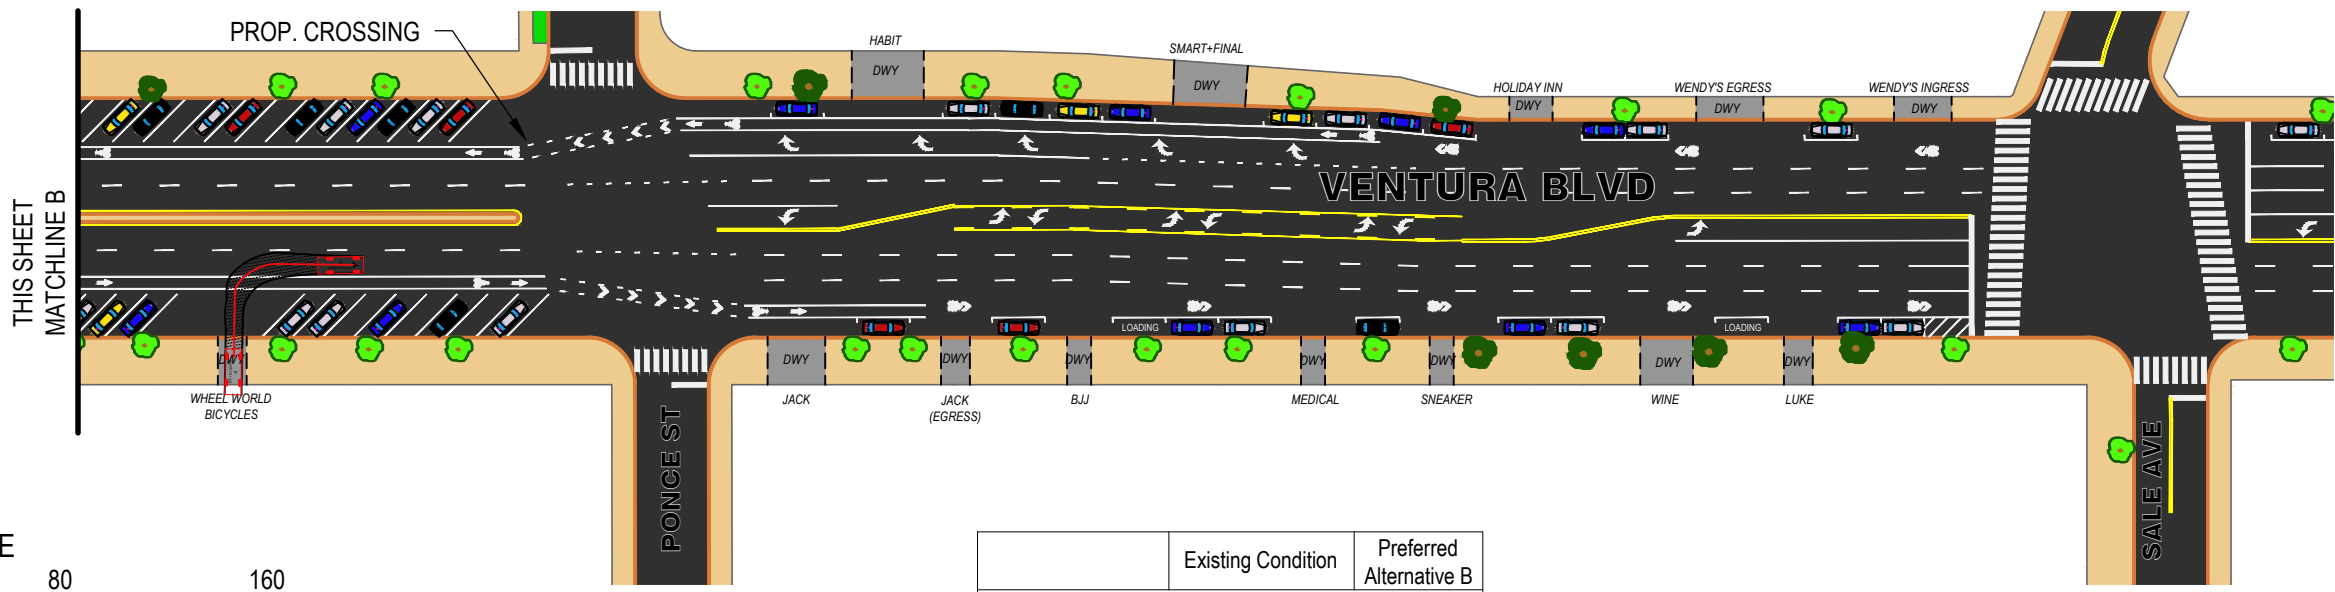 PROP. CROSSING
HABIT
DWY
SMART+FINAL
DWY
HOLIDAY INN
DWY
WENDY'S EGRESS
DWY
WENDY'S INGRESS
DWY
THIS SHEET
MATCHLINE B
VENTURA BLVD
LOADING
LOADING
DWY
WHEEL WORLD
BICYCLES
DWY
JACK
DWY
JACK
(EGRESS)
DWY
BJJ
DWY
MEDICAL
DWY
SNEAKER
DWY
WINE
DWY
LUKE
PONCE ST
SALE AVE
E
80
160
Existing Condition
Preferred
Alternative B